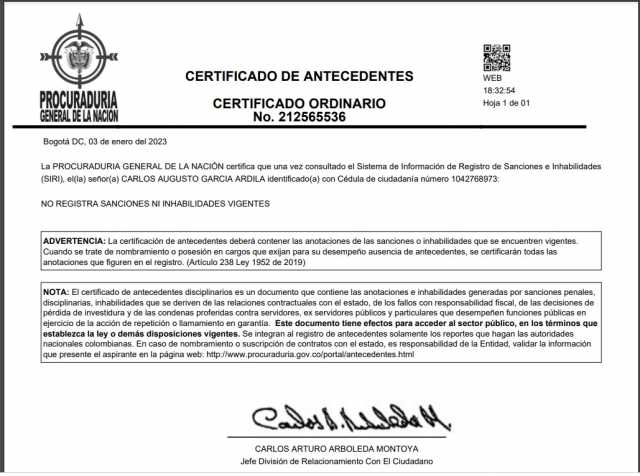 PROCURADURIA
GENERAL DE LA NACION
CERTIFICADO DE ANTECEDENTES
CERTIFICADO ORDINARIO
No. 212565536
WEB
18:32:54
Hoja 1 de 01
Bogotá DC, 03 de enero del 2023
La PROCURADURIA GENERAL DE LA NACIÓN certifica que una vez consultado el Sistema de Información de Registro de Sanciones e Inhabilidades
(SIRI), el(la) señor(a) CARLOS AUGUSTO GARCIA ARDILA identificado(a) con Cédula de ciudadanía número 1042768973:
NO REGISTRA SANCIONES NI INHABILIDADES VIGENTES
ADVERTENCIA: La certificación de antecedentes deberá contener las anotaciones de las sanciones o inhabilidades que se encuentren vigentes.
Cuando se trate de nombramiento o posesión en cargos que exijan para su desempeño ausencia de antecedentes, se certificarán todas las
anotaciones que figuren en el registro. (Artículo 238 Ley 1952 de 2019)
NOTA: El certificado de antecedentes disciplinarios es un documento que contiene las anotaciones e inhabilidades generadas por sanciones penales,
disciplinarias, inhabilidades que se deriven de las relaciones contractuales con el estado, de los fallos con responsabilidad fiscal, de las decisiones de
pérdida de investidura y de las condenas proferidas contra servidores, ex servidores públicos y particulares que desempeñen funciones públicas en
ejercicio de la acción de repetición o llamamiento en garantía. Este documento tiene efectos para acceder al sector público, en los términos que
establezca la ley o demás disposiciones vigentes. Se integran al registro de antecedentes solamente los reportes que hagan las autoridades
nacionales colombianas. En caso de nombramiento o suscripción de contratos con el estado, es responsabilidad de la Entidad, validar la información
que presente el aspirante en la página web: http://www.procuraduria.gov.co/portal/antecedentes.html
Carlos A. Arboleda M.
CARLOS ARTURO ARBOLEDA MONTOYA
Jefe División de Relacionamiento Con El Ciudadano